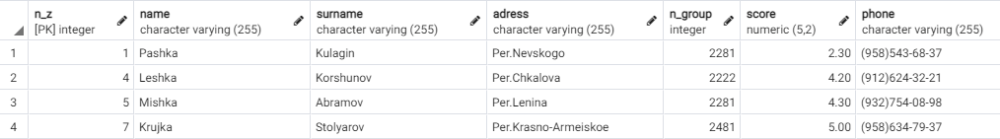 n_z name surname adress n_group score phone
[PK] integer character varying (255) character varying (255) character varying (255) integer numeric (5,2) character varying (255)
1 1 Pashka Kulagin Per.Nevskogo 2281 2.30 (958)543-68-37
2 4 Leshka Korshunov Per.Chkalova 2222 4.20 (912)624-32-21
3 5 Mishka Abramov Per.Lenina 2281 4.30 (932)754-08-98
4 7 Krujka Stolyarov Per.Krasno-Armeiskoe 2481 5.00 (958)634-79-37